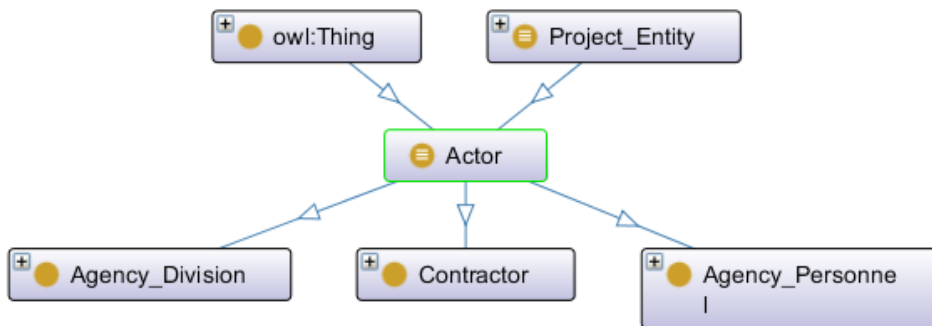 owl:Thing
Project_Entity
Actor
Agency_Division
Contractor
Agency_Personne
l